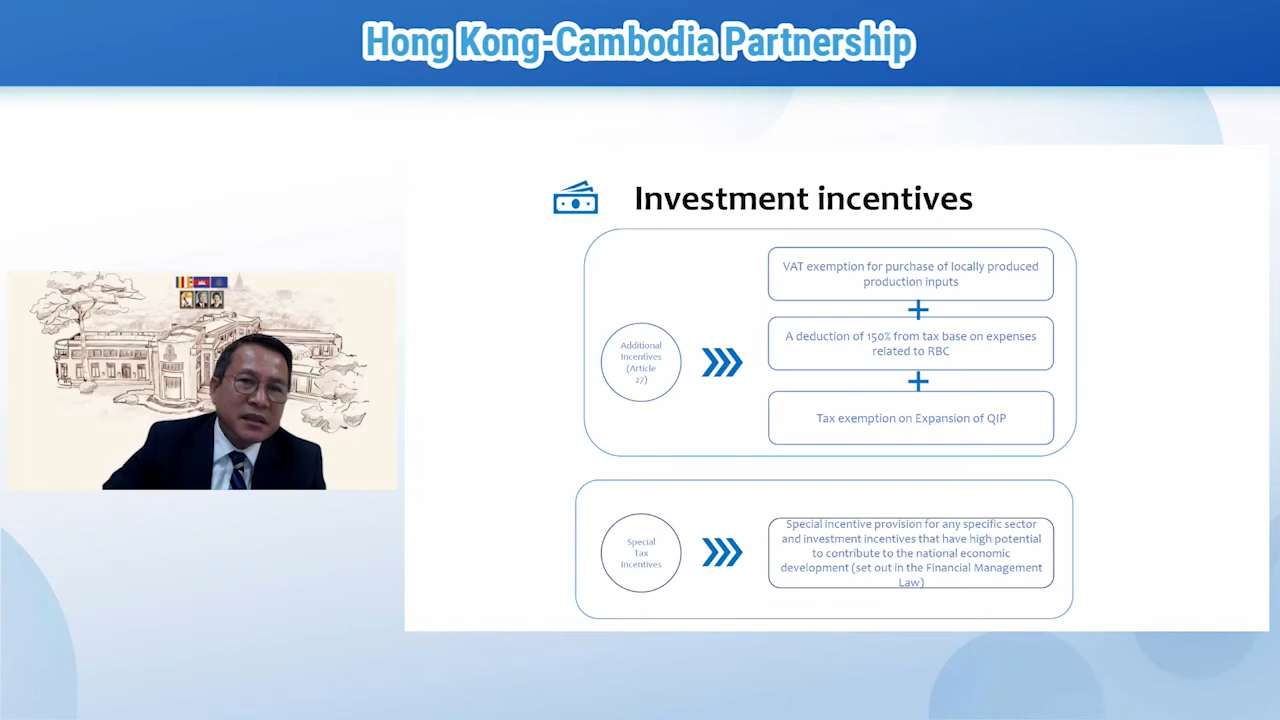 Hong Kong-Cambodia Partnership
Investment incentives
Additional
Incentives
(Article
27)
VAT exemption for purchase of locally produced
production inputs
A deduction of 150% from tax base on expenses
related to RBC
Tax exemption on Expansion of QIP
Special
Tax
Incentives
Special incentive provision for any specific sector
and investment incentives that have high potential
to contribute to the national economic
development (set out in the Financial Management
Law)